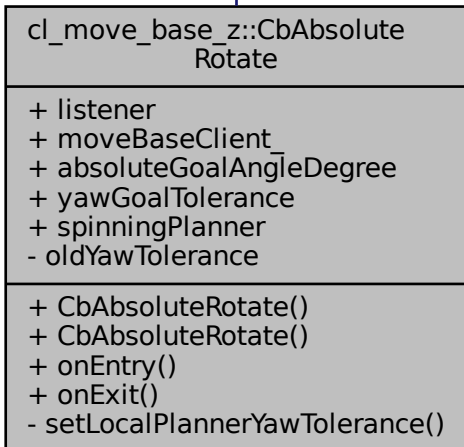 cl_move_base_z::CbAbsolute
Rotate
+ listener
+ moveBaseClient_
+ absoluteGoalAngleDegree
+ yawGoalTolerance
+ spinningPlanner
- oldYawTolerance
+ CbAbsoluteRotate()
+ CbAbsoluteRotate()
+ onEntry()
+ onExit()
- setLocalPlannerYawTolerance()